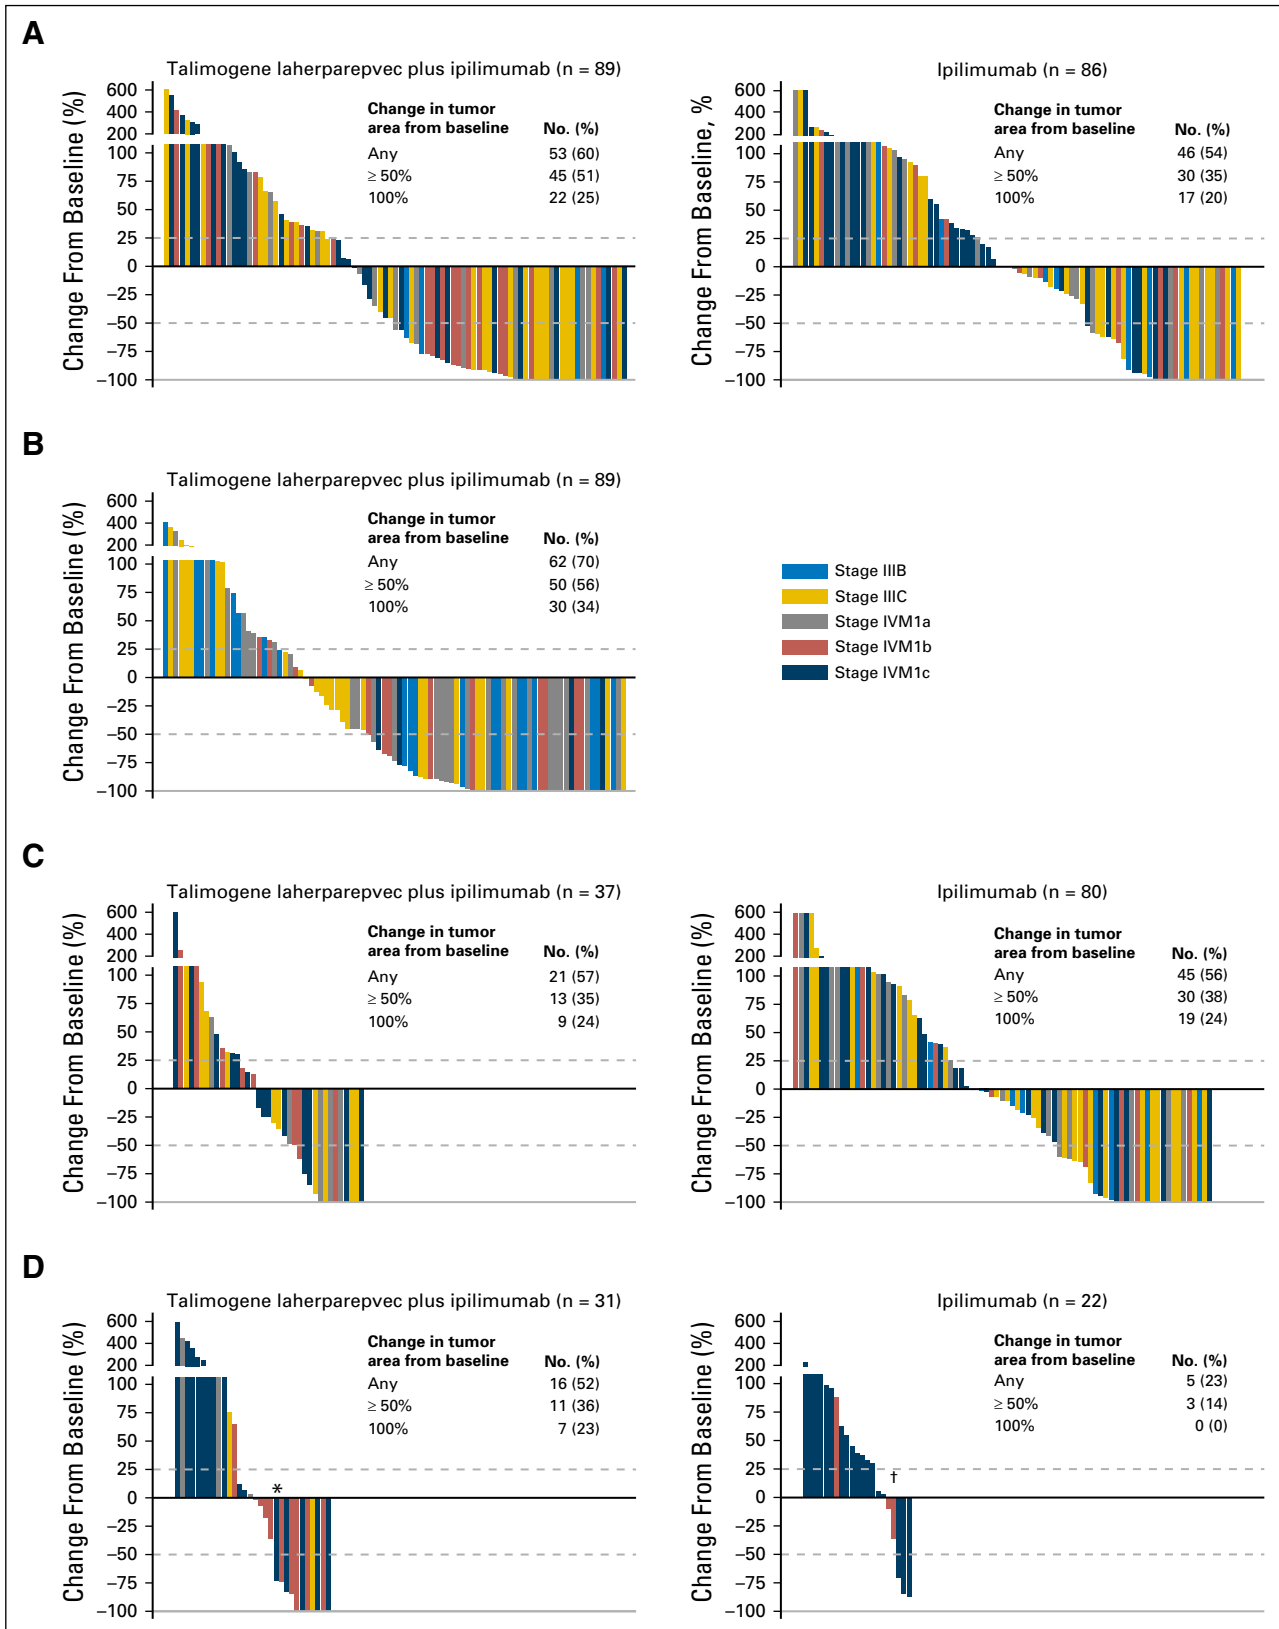 A
Talimogene laherparepvec plus ipilimumab (n = 89)
Change From Baseline (%)
600
400
200
100
75
50
25
0
−25
−50
−75
−100
Change in tumor
area from baseline No. (%)
Any 53 (60)
≥ 50% 45 (51)
100% 22 (25)
Ipilimumab (n = 86)
Change From Baseline, %
600
400
200
100
75
50
25
0
−25
−50
−75
−100
Change in tumor
area from baseline No. (%)
Any 46 (54)
≥ 50% 30 (35)
100% 17 (20)
B
Talimogene laherparepvec plus ipilimumab (n = 89)
Change From Baseline (%)
600
400
200
100
75
50
25
0
−25
−50
−75
−100
Change in tumor
area from baseline No. (%)
Any 62 (70)
≥ 50% 50 (56)
100% 30 (34)
Stage IIIB
Stage IIIC
Stage IVM1a
Stage IVM1b
Stage IVM1c
C
Talimogene laherparepvec plus ipilimumab (n = 37)
Change From Baseline (%)
600
400
200
100
75
50
25
0
−25
−50
−75
−100
Change in tumor
area from baseline No. (%)
Any 21 (57)
≥ 50% 13 (35)
100% 9 (24)
Ipilimumab (n = 80)
Change From Baseline (%)
600
400
200
100
75
50
25
0
−25
−50
−75
−100
Change in tumor
area from baseline No. (%)
Any 45 (56)
≥ 50% 30 (38)
100% 19 (24)
D
Talimogene laherparepvec plus ipilimumab (n = 31)
Change From Baseline (%)
600
400
200
100
75
50
25
0
−25
−50
−75
−100
Change in tumor
area from baseline No. (%)
Any 16 (52)
≥ 50% 11 (36)
100% 7 (23)
*
Ipilimumab (n = 22)
Change From Baseline (%)
600
400
200
100
75
50
25
0
−25
−50
−75
−100
Change in tumor
area from baseline No. (%)
Any 5 (23)
≥ 50% 3 (14)
100% 0 (0)
†